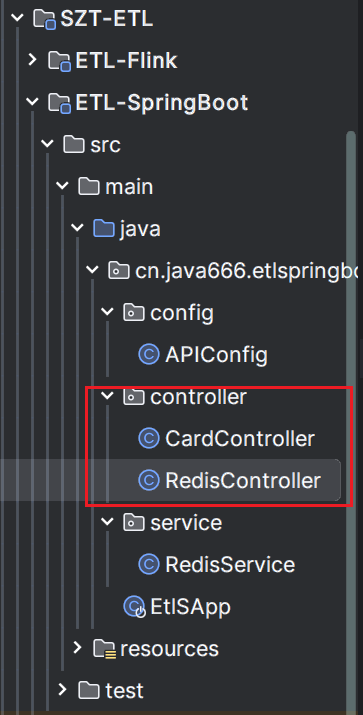 SZT-ETL
ETL-Flink
ETL-SpringBoot
src
main
java
cn.java666.etlspringbo
config
APIConfig
controller
CardController
RedisController
service
RedisService
EtlSApp
resources
test